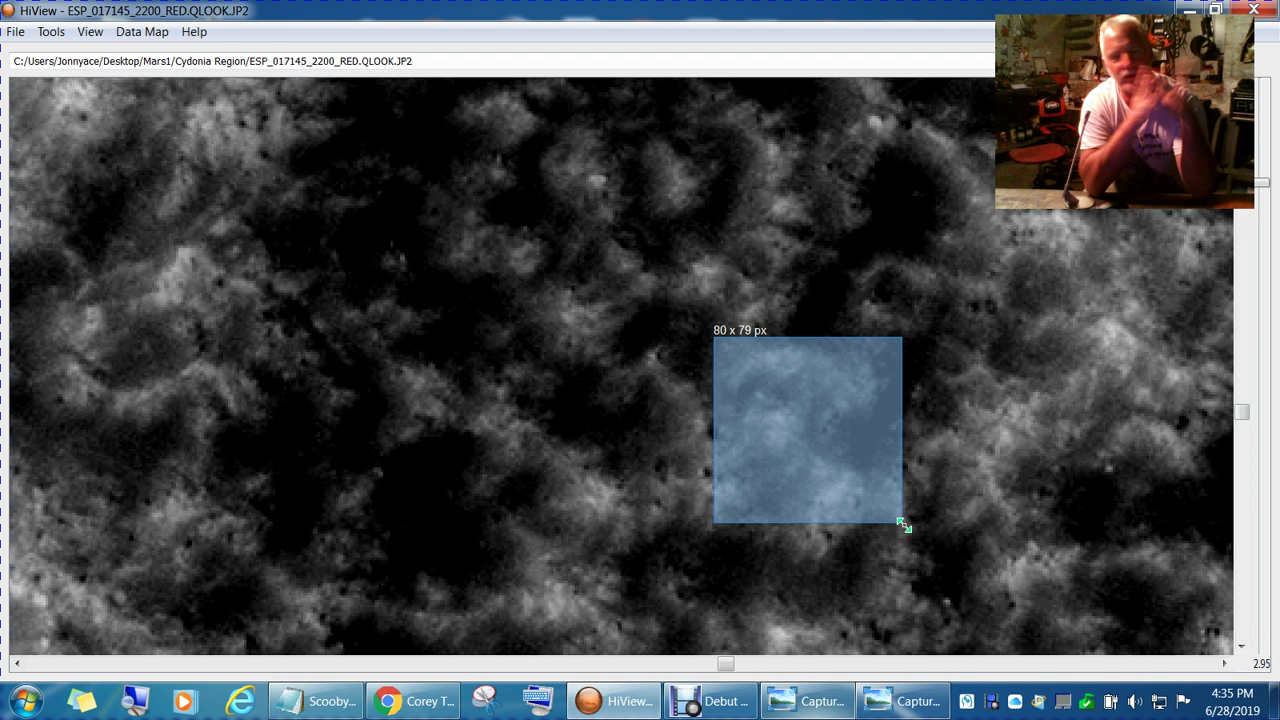 HiView - ESP_017145_2200_RED.QLOOK.JP2
File Tools View Data Map Help
C:/Users/Jonnyace/Desktop/Mars1/Cydonia Region/ESP_017145_2200_RED.QLOOK.JP2
80 x 79 px
2.95
Scooby...
Corey T...
HiView...
Debut ...
Captur...
Captur...
4:35 PM
6/28/2019